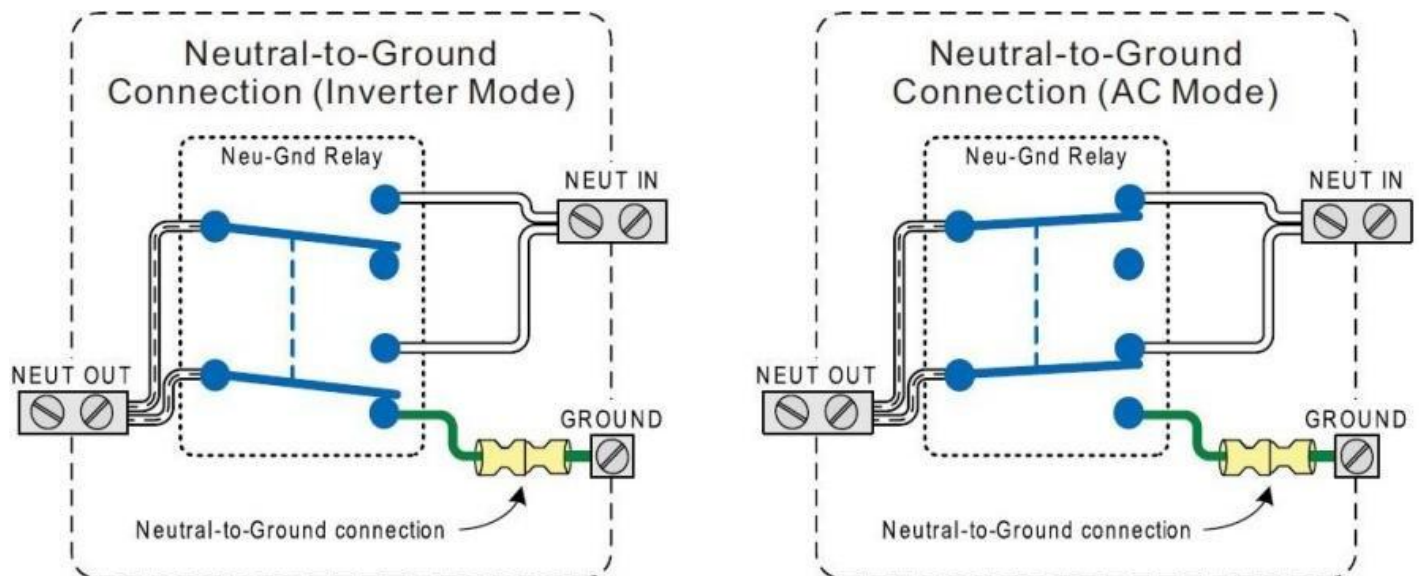 Neutral-to-Ground
Connection (Inverter Mode)
Neu-Gnd Relay
NEUT IN
NEUT OUT
GROUND
Neutral-to-Ground connection
Neutral-to-Ground
Connection (AC Mode)
Neu-Gnd Relay
NEUT IN
NEUT OUT
GROUND
Neutral-to-Ground connection